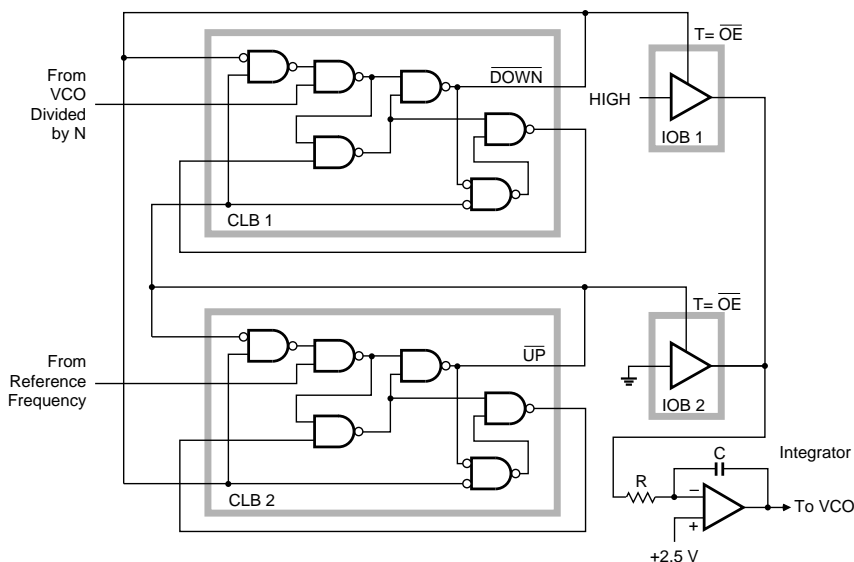 T= OE
From
VCO
Divided
by N
DOWN
HIGH
IOB 1
CLB 1
T= OE
From
Reference
Frequency
UP
IOB 2
CLB 2
Integrator
C
R
–
+
To VCO
+2.5 V